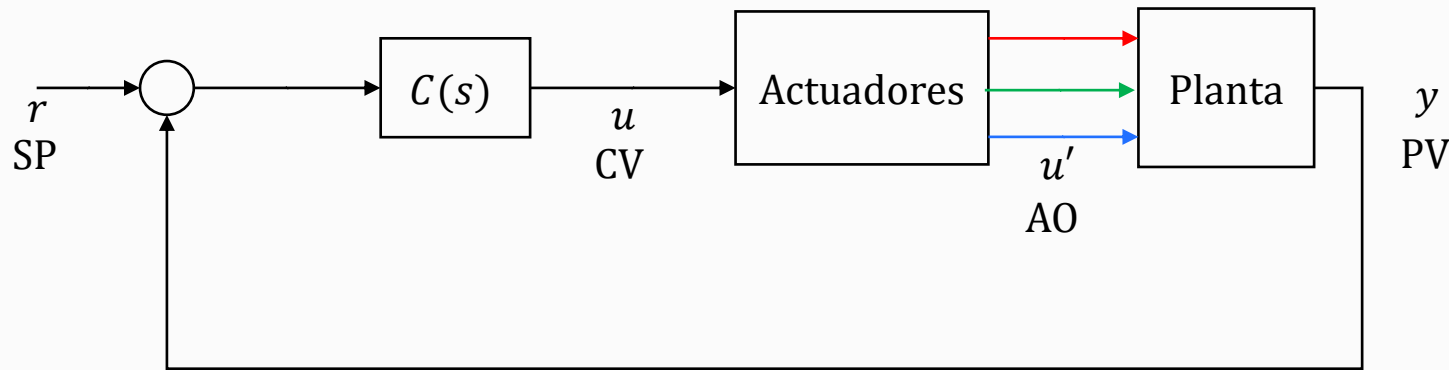 r
SP
C(s)
u
CV
Actuadores
u′
AO
Planta
y
PV